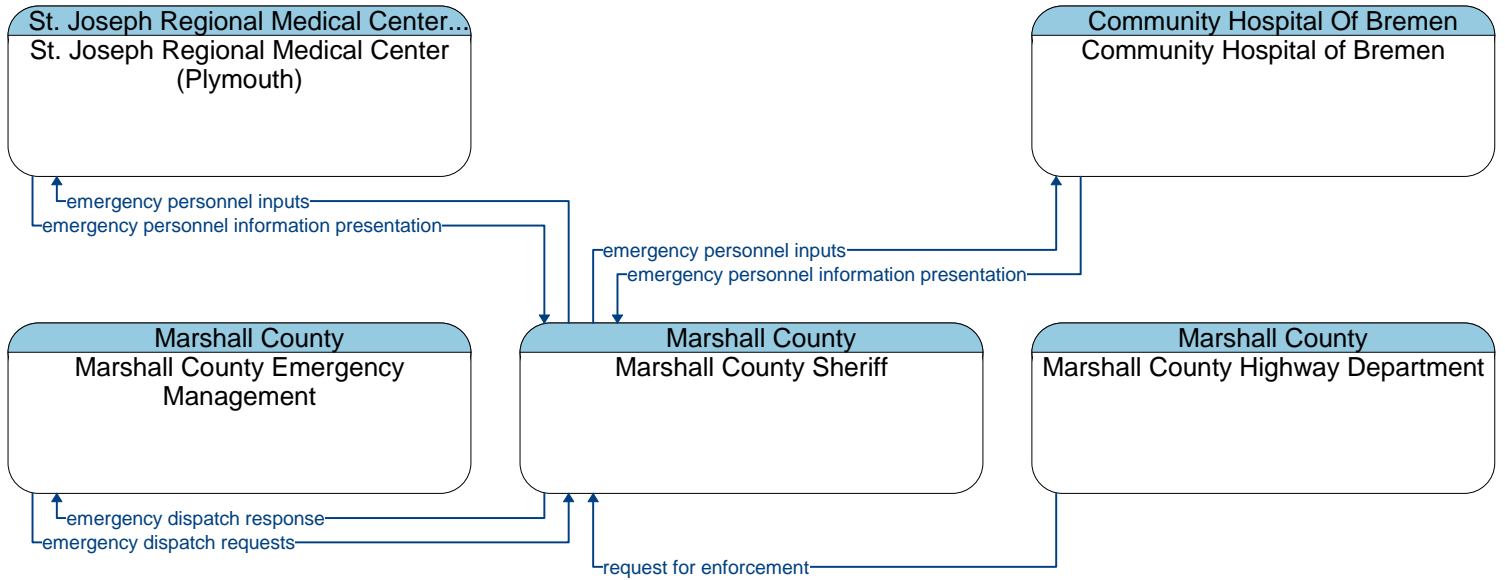 St. Joseph Regional Medical Center...
St. Joseph Regional Medical Center
(Plymouth)
Community Hospital Of Bremen
Community Hospital of Bremen
emergency personnel inputs
emergency personnel information presentation
emergency personnel inputs
emergency personnel information presentation
Marshall County
Marshall County Emergency
Management
Marshall County
Marshall County Sheriff
Marshall County
Marshall County Highway Department
emergency dispatch response
emergency dispatch requests
request for enforcement